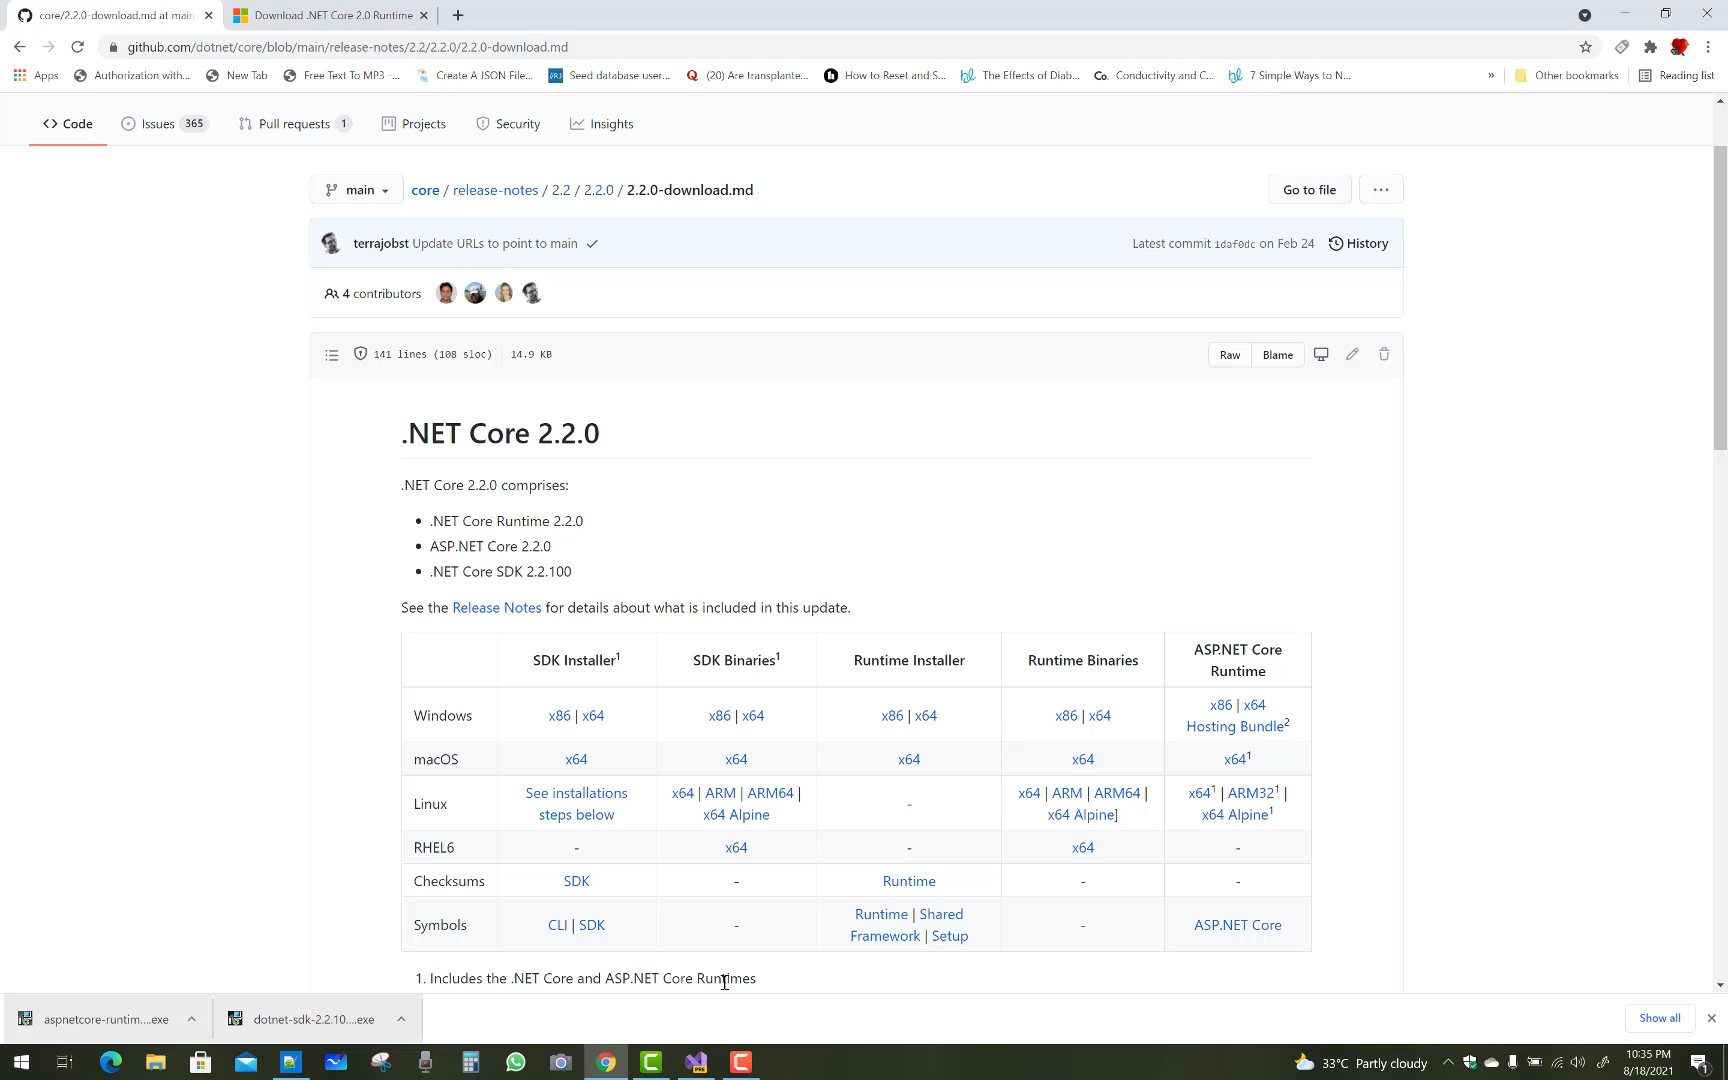 core/2.2.0-download.md at main
Download .NET Core 2.0 Runtime
github.com/dotnet/core/blob/main/release-notes/2.2/2.2.0/2.2.0-download.md
Apps
Authorization with...
New Tab
Free Text To MP3 -...
Create A JSON File...
Seed database user...
(20) Are transplante...
How to Reset and S...
The Effects of Diab...
Co. Conductivity and C...
7 Simple Ways to N...
»
Other bookmarks
Reading list
Code
Issues 365
Pull requests 1
Projects
Security
Insights
main
core / release-notes / 2.2 / 2.2.0 / 2.2.0-download.md
Go to file
...
terrajobst Update URLs to point to main
Latest commit 1daf0dc on Feb 24
History
4 contributors
141 lines (108 sloc) | 14.9 KB
Raw
Blame
.NET Core 2.2.0
.NET Core 2.2.0 comprises:
• .NET Core Runtime 2.2.0
• ASP.NET Core 2.2.0
• .NET Core SDK 2.2.100
See the Release Notes for details about what is included in this update.
SDK Installer1
SDK Binaries1
Runtime Installer
Runtime Binaries
ASP.NET Core
Runtime
Windows
x86 | x64
x86 | x64
x86 | x64
x86 | x64
x86 | x64
Hosting Bundle2
macOS
x64
x64
x64
x64
x641
Linux
See installations
steps below
x64 | ARM | ARM64 |
x64 Alpine
-
x64 | ARM | ARM64 |
x64 Alpine]
x641 | ARM321 |
x64 Alpine1
RHEL6
-
x64
-
x64
-
Checksums
SDK
-
Runtime
-
-
Symbols
CLI | SDK
-
Runtime | Shared
Framework | Setup
-
ASP.NET Core
1. Includes the .NET Core and ASP.NET Core Runtimes
aspnetcore-runtim....exe
dotnet-sdk-2.2.10....exe
Show all
33°C Partly cloudy
10:35 PM
8/18/2021
1